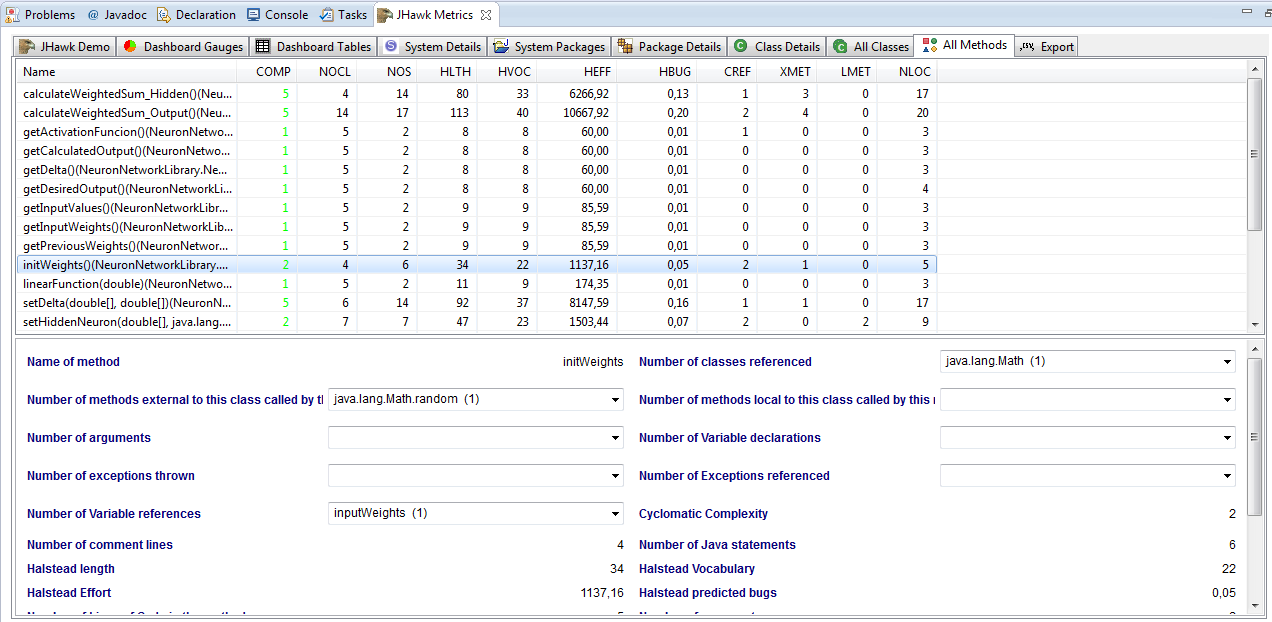 Problems @ Javadoc Declaration Console Tasks JHawk Metrics
JHawk Demo Dashboard Gauges Dashboard Tables System Details System Packages Package Details Class Details All Classes All Methods Export
Name COMP NOCL NOS HLTH HVOC HEFF HBUG CREF XMET LMET NLOC
calculateWeightedSum_Hidden()(Neu... 5 4 14 80 33 6266,92 0,13 1 3 0 17
calculateWeightedSum_Output()(Neur... 5 14 17 113 40 10667,92 0,20 2 4 0 20
getActivationFuncion()(NeuronNetwo... 1 5 2 8 8 60,00 0,01 1 0 0 3
getCalculatedOutput()(NeuronNetwo... 1 5 2 8 8 60,00 0,01 0 0 0 3
getDelta()(NeuronNetworkLibrary.Ne... 1 5 2 8 8 60,00 0,01 0 0 0 3
getDesiredOutput()(NeuronNetworkLi... 1 5 2 8 8 60,00 0,01 0 0 0 4
getInputValues()(NeuronNetworkLibr... 1 5 2 9 9 85,59 0,01 0 0 0 3
getInputWeights()(NeuronNetworkLib... 1 5 2 9 9 85,59 0,01 0 0 0 3
getPreviousWeights()(NeuronNetwor... 1 5 2 9 9 85,59 0,01 0 0 0 3
initWeights()(NeuronNetworkLibrary.... 2 4 6 34 22 1137,16 0,05 2 1 0 5
linearFunction(double)(NeuronNetwo... 1 5 2 11 9 174,35 0,01 0 0 0 3
setDelta(double[], double[])(NeuronN... 5 6 14 92 37 8147,59 0,16 1 1 0 17
setHiddenNeuron(double[], java.lang.... 2 7 7 47 23 1503,44 0,07 2 0 2 9
Name of method initWeights Number of classes referenced java.lang.Math (1)
Number of methods external to this class called by th java.lang.Math.random (1) Number of methods local to this class called by this
Number of arguments Number of Variable declarations
Number of exceptions thrown Number of Exceptions referenced
Number of Variable references inputWeights (1) Cyclomatic Complexity 2
Number of comment lines 4 Number of Java statements 6
Halstead length 34 Halstead Vocabulary 22
Halstead Effort 1137,16 Halstead predicted bugs 0,05